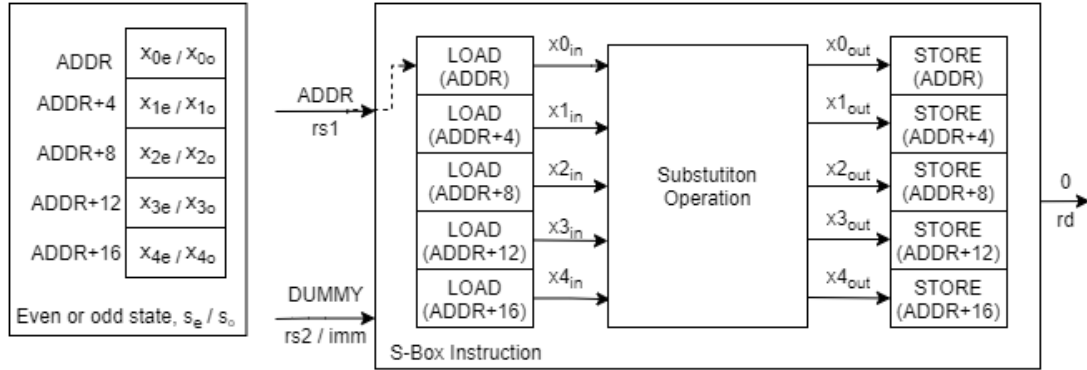 ADDR x0e / x0o
ADDR+4 x1e / x1o
ADDR+8 x2e / x2o
ADDR+12 x3e / x3o
ADDR+16 x4e / x4o
Even or odd state, se / so
ADDR
rs1
DUMMY
rs2 / imm
LOAD
(ADDR)
LOAD
(ADDR+4)
LOAD
(ADDR+8)
LOAD
(ADDR+12)
LOAD
(ADDR+16)
x0in
x1in
x2in
x3in
x4in
Substutiton
Operation
x0out
x1out
x2out
x3out
x4out
STORE
(ADDR)
STORE
(ADDR+4)
STORE
(ADDR+8)
STORE
(ADDR+12)
STORE
(ADDR+16)
0
rd
S-Box Instruction